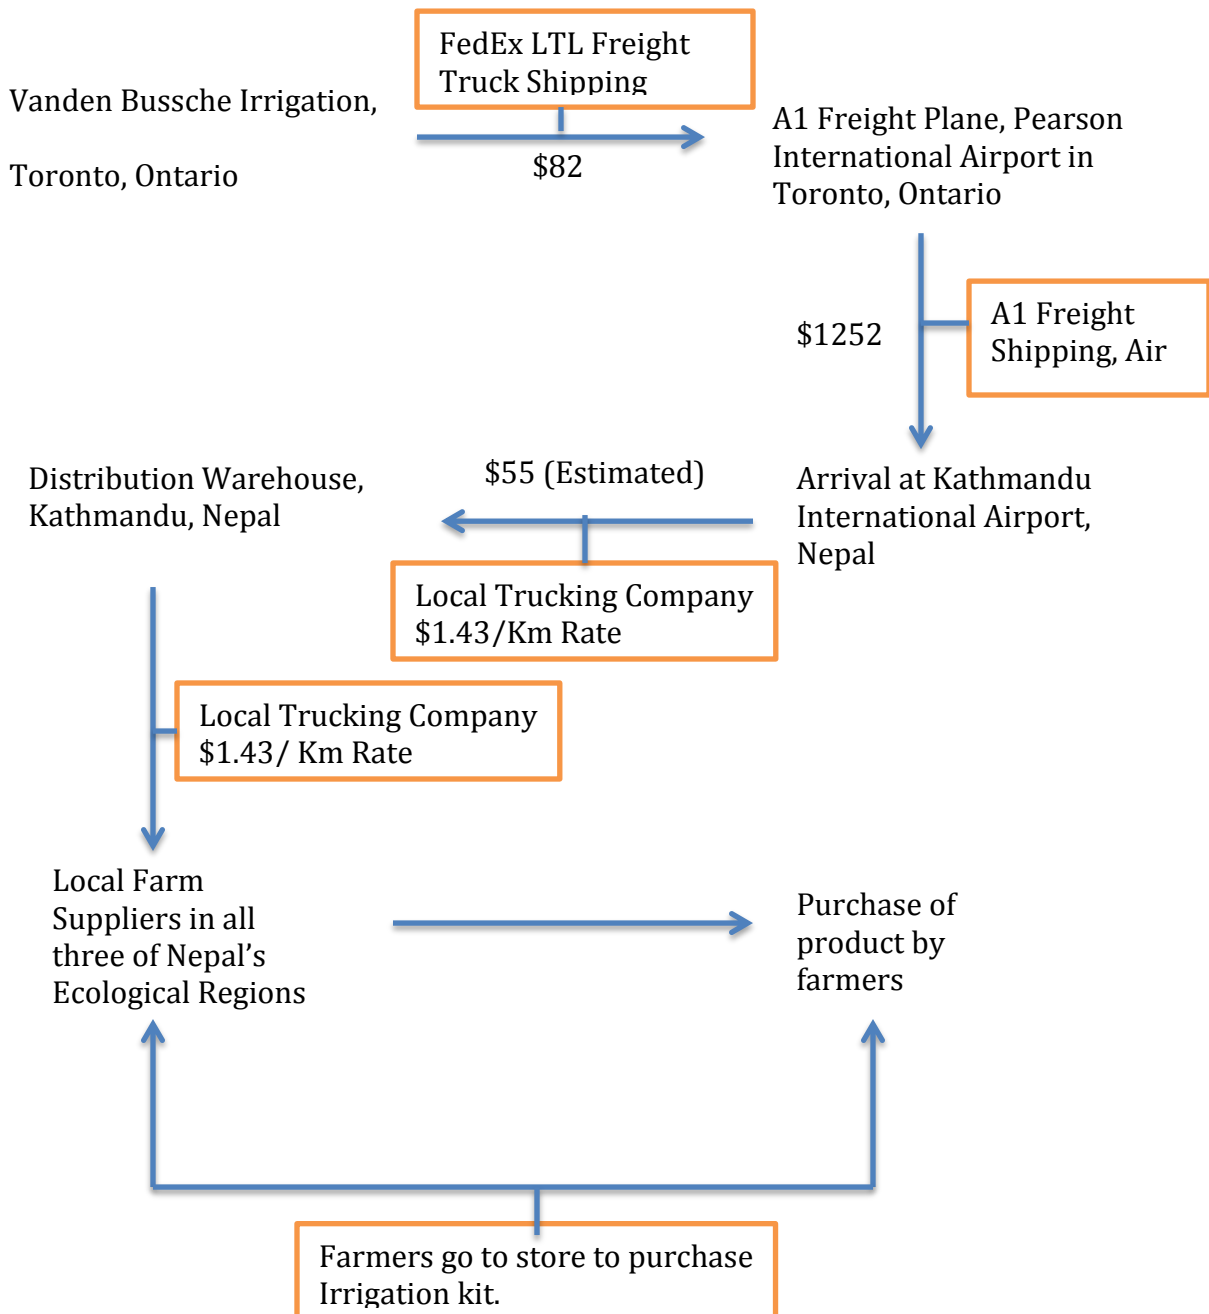 FedEx LTL Freight
Truck Shipping
Vanden Bussche Irrigation,
Toronto, Ontario
$82
A1 Freight Plane, Pearson
International Airport in
Toronto, Ontario
$1252
A1 Freight
Shipping, Air
Distribution Warehouse,
Kathmandu, Nepal
$55 (Estimated)
Arrival at Kathmandu
International Airport,
Nepal
Local Trucking Company
$1.43/Km Rate
Local Trucking Company
$1.43/ Km Rate
Local Farm
Suppliers in all
three of Nepal’s
Ecological Regions
Purchase of
product by
farmers
Farmers go to store to purchase
Irrigation kit.